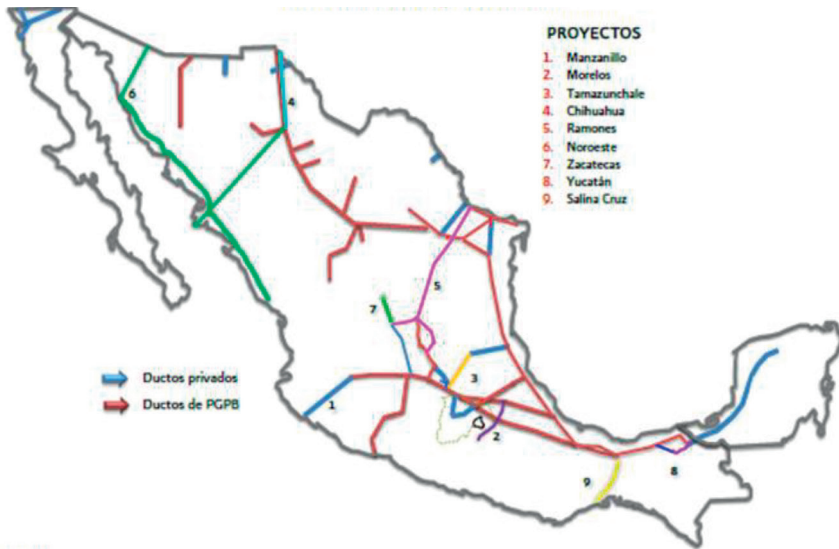 PROYECTOS
1. Manzanillo
2. Morelos
3. Tamazunchale
4. Chihuahua
5. Ramones
6. Noroeste
7. Zacatecas
8. Yucatán
9. Salina Cruz
6
4
5
7
3
1
2
9
8
Ductos privados
Ductos de PGPB